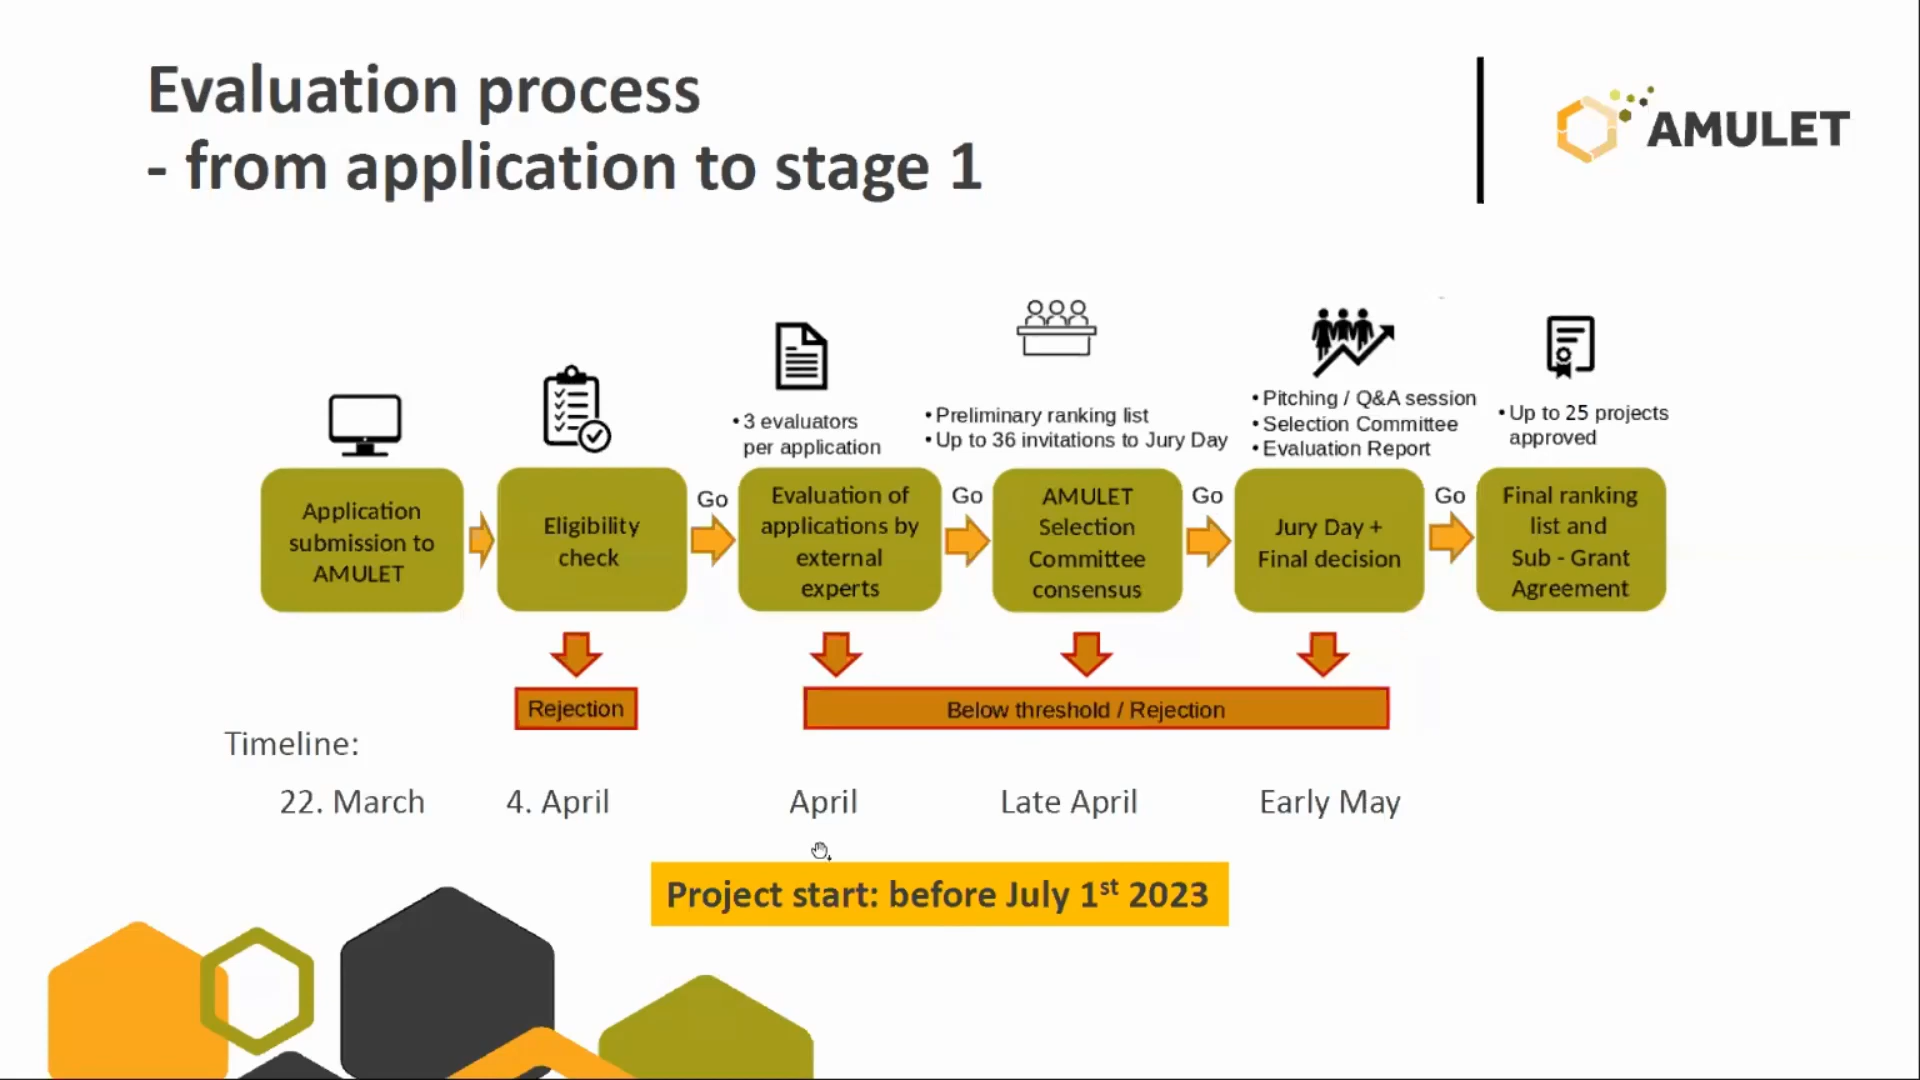 Evaluation process
- from application to stage 1
AMULET
• 3 evaluators
per application
• Preliminary ranking list
• Up to 36 invitations to Jury Day
• Pitching / Q&A session
• Selection Committee
• Evaluation Report
• Up to 25 projects
approved
Application
submission to
AMULET
Eligibility
check
Go
Evaluation of
applications by
external
experts
Go
AMULET
Selection
Committee
consensus
Go
Jury Day +
Final decision
Go
Final ranking
list and
Sub - Grant
Agreement
Rejection
Below threshold / Rejection
Timeline:
22. March
4. April
April
Late April
Early May
Project start: before July 1st 2023